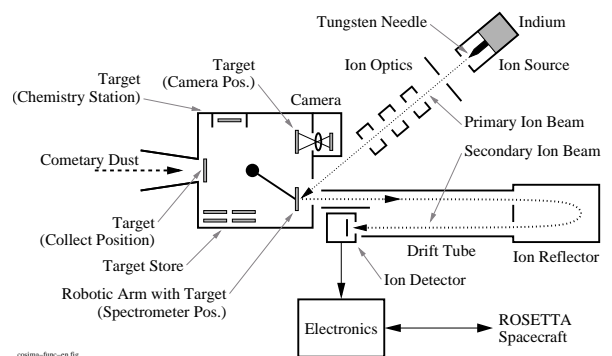 Tungsten Needle
Indium
Target
(Camera Pos.)
Ion Optics
Ion Source
Target
(Chemistry Station)
Camera
Primary Ion Beam
Cometary Dust
Secondary Ion Beam
Target
(Collect Position)
Drift Tube
Ion Reflector
Target Store
Ion Detector
Robotic Arm with Target
(Spectrometer Pos.)
Electronics
ROSETTA
Spacecraft
cosima-func-en.fig